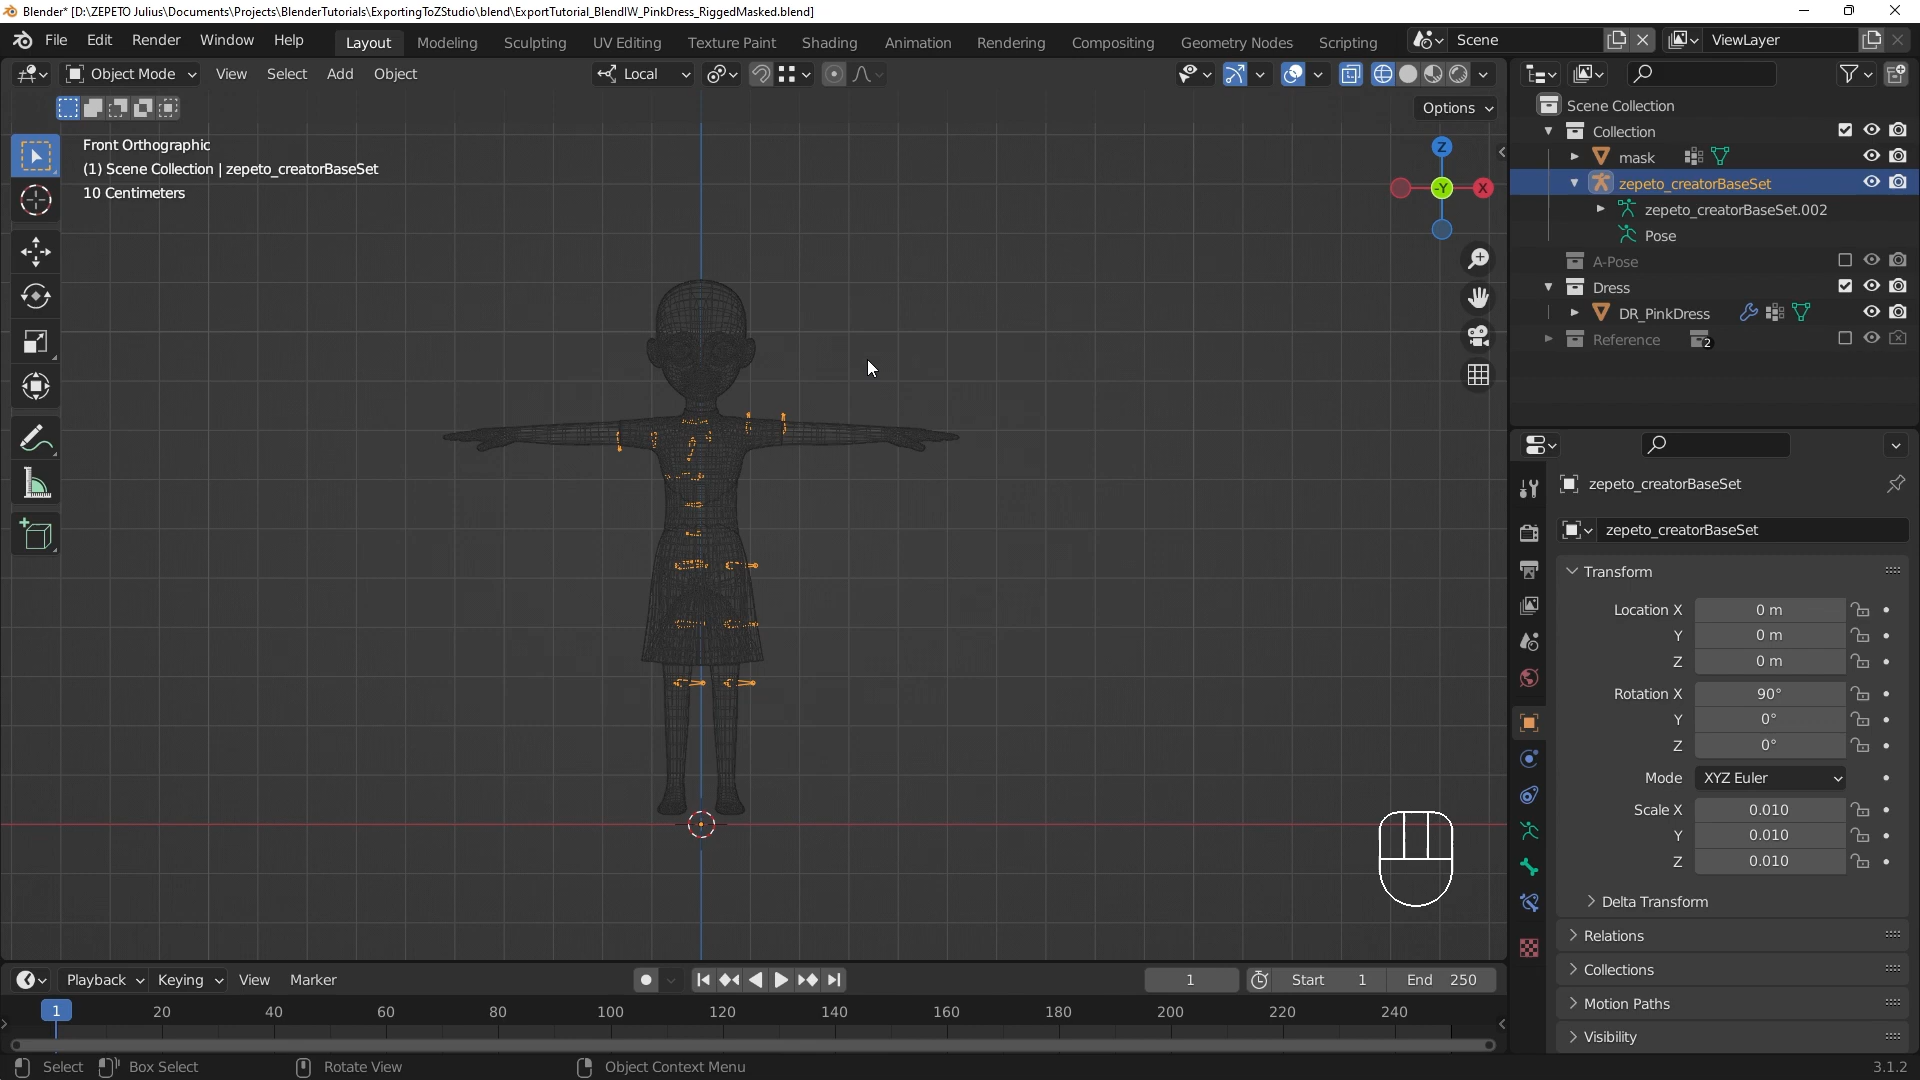 Blender* [D:\ZEPETO Julius\Documents\Projects\BlenderTutorials\ExportingToZStudio\blend\ExportTutorial_BlendIW_PinkDress_RiggedMasked.blend]
File Edit Render Window Help Layout Modeling Sculpting UV Editing Texture Paint Shading Animation Rendering Compositing Geometry Nodes Scripting Scene ViewLayer
Object Mode View Select Add Object Local
Options
Front Orthographic
(1) Scene Collection | zepeto_creatorBaseSet
10 Centimeters
Z
-Y
X
Scene Collection
Collection
mask
zepeto_creatorBaseSet
zepeto_creatorBaseSet.002
Pose
A-Pose
Dress
DR_PinkDress
Reference 2
zepeto_creatorBaseSet
zepeto_creatorBaseSet
Transform
Location X 0 m
Y 0 m
Z 0 m
Rotation X 90°
Y 0°
Z 0°
Mode XYZ Euler
Scale X 0.010
Y 0.010
Z 0.010
Delta Transform
Relations
Collections
Motion Paths
Visibility
Playback Keying View Marker 1 Start 1 End 250
1 20 40 60 80 100 120 140 160 180 200 220 240
Select Box Select Rotate View Object Context Menu 3.1.2